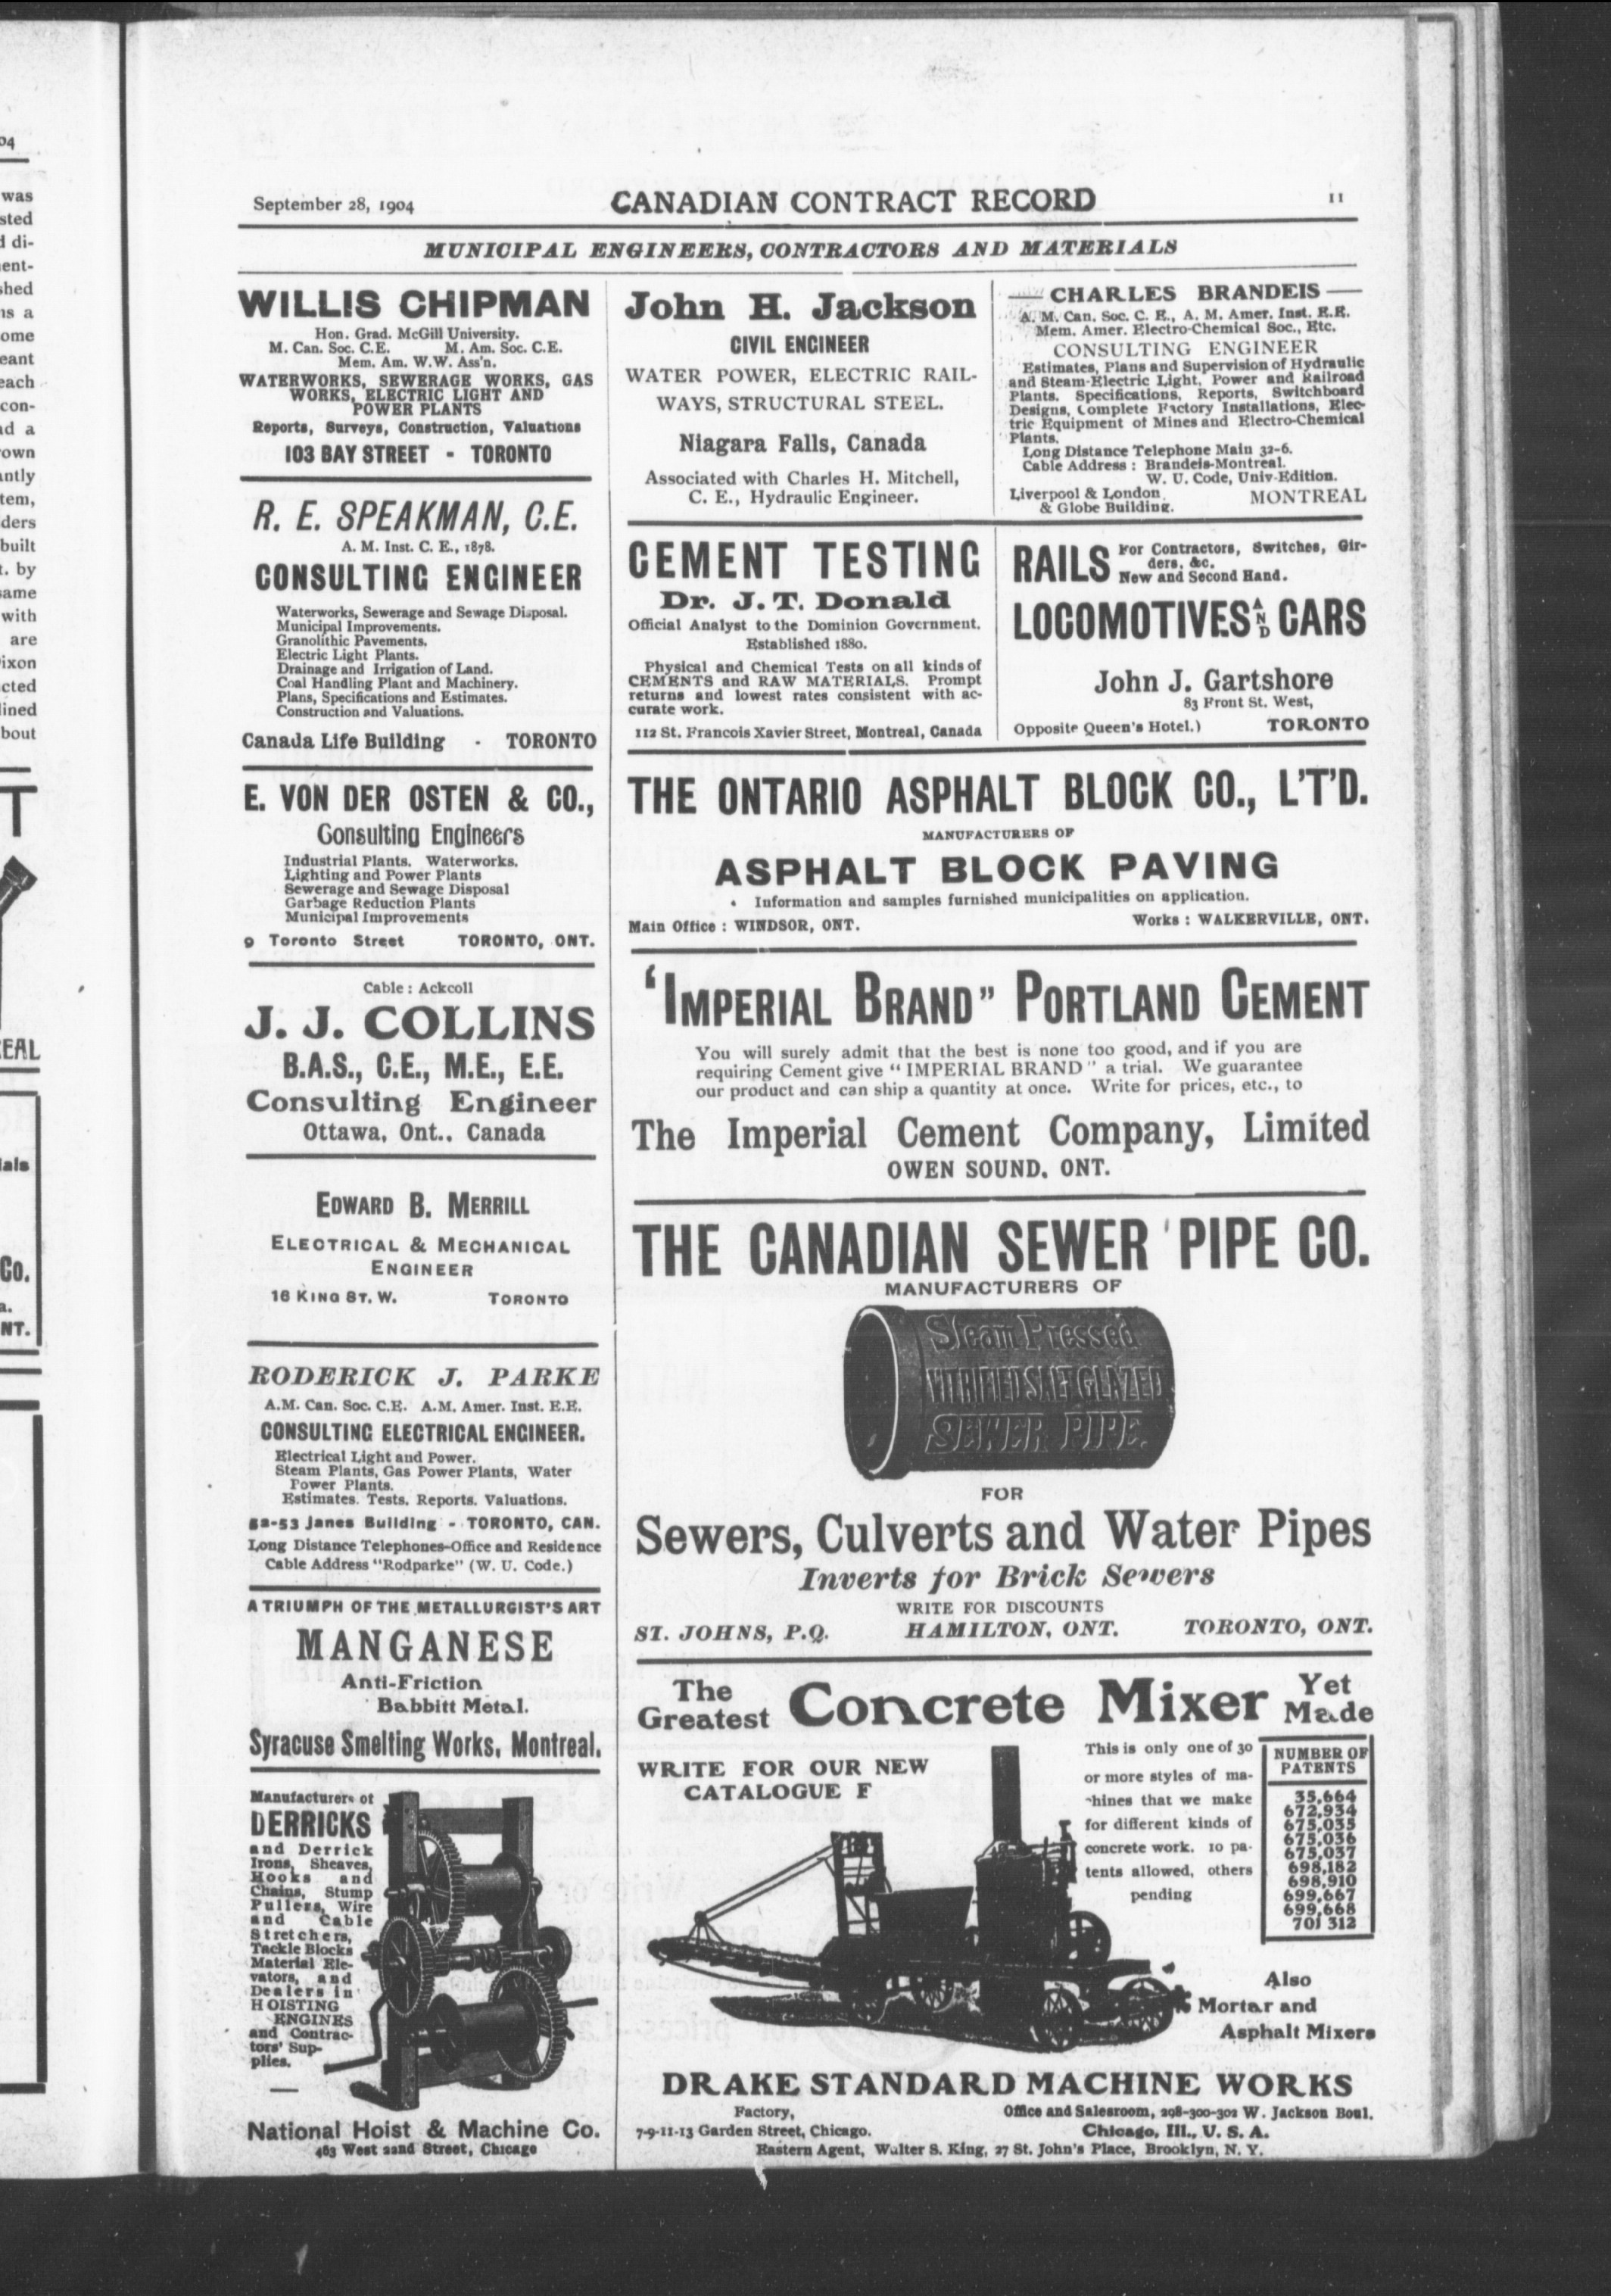 04
was
sted
d di-
ent-
shed
as a
ome
eant
each
con-
ad a
own
antly
tem,
ders
built
t. by
same
with
are
ixon
cted
lined
bout
T
EAL
ials
Co.
a.
NT.
September 28, 1904 CANADIAN CONTRACT RECORD 11
MUNICIPAL ENGINEERS, CONTRACTORS AND MATERIALS
WILLIS CHIPMAN
Hon. Grad. McGill University.
M. Can. Soc. C.E. M. Am. Soc. C.E.
Mem. Am. W.W. Ass'n.
WATERWORKS, SEWERAGE WORKS, GAS
WORKS, ELECTRIC LIGHT AND
POWER PLANTS
Reports, Surveys, Construction, Valuations
103 BAY STREET - TORONTO
R. E. SPEAKMAN, C.E.
A. M. Inst. C. E., 1878.
CONSULTING ENGINEER
Waterworks, Sewerage and Sewage Disposal.
Municipal Improvements.
Granolithic Pavements.
Electric Light Plants.
Drainage and Irrigation of Land.
Coal Handling Plant and Machinery.
Plans, Specifications and Estimates.
Construction and Valuations.
Canada Life Building - TORONTO
E. VON DER OSTEN & CO.,
Consulting Engineers
Industrial Plants. Waterworks.
Lighting and Power Plants
Sewerage and Sewage Disposal
Garbage Reduction Plants
Municipal Improvements
9 Toronto Street TORONTO, ONT.
Cable : Ackcoll
J. J. COLLINS
B.A.S., C.E., M.E., E.E.
Consulting Engineer
Ottawa, Ont., Canada
EDWARD B. MERRILL
ELECTRICAL & MECHANICAL
ENGINEER
16 KING ST. W. TORONTO
RODERICK J. PARKE
A.M. Can. Soc. C.E. A.M. Amer. Inst. E.E.
CONSULTING ELECTRICAL ENGINEER.
Electrical Light and Power.
Steam Plants, Gas Power Plants, Water
Power Plants.
Estimates. Tests. Reports. Valuations.
52-53 Janes Building - TORONTO, CAN.
Long Distance Telephones-Office and Residence
Cable Address "Rodparke" (W. U. Code.)
A TRIUMPH OF THE METALLURGIST'S ART
MANGANESE
Anti-Friction
Babbitt Metal.
Syracuse Smelting Works, Montreal.
Manufacturers of
DERRICKS
and Derrick
Irons, Sheaves,
Hooks and
Chains, Stump
Pullers, Wire
and Cable
Stretchers,
Tackle Blocks
Material Ele-
vators, and
Dealers in
HOISTING
ENGINES
and Contrac-
tors' Sup-
plies.
National Hoist & Machine Co.
463 West 22nd Street, Chicago
John H. Jackson
CIVIL ENGINEER
WATER POWER, ELECTRIC RAIL-
WAYS, STRUCTURAL STEEL.
Niagara Falls, Canada
Associated with Charles H. Mitchell,
C. E., Hydraulic Engineer.
CHARLES BRANDEIS
A. M. Can. Soc. C. E., A. M. Amer. Inst. E.E.
Mem. Amer. Electro-Chemical Soc., Etc.
CONSULTING ENGINEER
Estimates, Plans and Supervision of Hydraulic
and Steam-Electric Light, Power and Railroad
Plants. Specifications, Reports, Switchboard
Designs, Complete Factory Installations, Elec-
tric Equipment of Mines and Electro-Chemical
Plants.
Long Distance Telephone Main 32-6.
Cable Address : Brandeis-Montreal.
W. U. Code, Univ-Edition.
Liverpool & London
& Globe Building. MONTREAL
CEMENT TESTING
Dr. J. T. Donald
Official Analyst to the Dominion Government.
Established 1880.
Physical and Chemical Tests on all kinds of
CEMENTS and RAW MATERIALS. Prompt
returns and lowest rates consistent with ac-
curate work.
112 St. Francois Xavier Street, Montreal, Canada
RAILS For Contractors, Switches, Gir-
ders, &c.
New and Second Hand.
LOCOMOTIVES AND CARS
John J. Gartshore
83 Front St. West,
Opposite Queen's Hotel.) TORONTO
THE ONTARIO ASPHALT BLOCK CO., L'T'D.
MANUFACTURERS OF
ASPHALT BLOCK PAVING
Information and samples furnished municipalities on application.
Main Office : WINDSOR, ONT. Works : WALKERVILLE, ONT.
'IMPERIAL BRAND" PORTLAND CEMENT
You will surely admit that the best is none too good, and if you are
requiring Cement give "IMPERIAL BRAND" a trial. We guarantee
our product and can ship a quantity at once. Write for prices, etc., to
The Imperial Cement Company, Limited
OWEN SOUND, ONT.
THE CANADIAN SEWER PIPE CO.
MANUFACTURERS OF
Steam Pressed
VITRIFIED SALT GLAZED
SEWER PIPE.
FOR
Sewers, Culverts and Water Pipes
Inverts for Brick Sewers
WRITE FOR DISCOUNTS
ST. JOHNS, P.Q. HAMILTON, ONT. TORONTO, ONT.
The Greatest Concrete Mixer Yet Made
WRITE FOR OUR NEW
CATALOGUE F
This is only one of 30
or more styles of ma-
chines that we make
for different kinds of
concrete work. 10 pa-
tents allowed, others
pending
NUMBER OF
PATENTS
35,664
672,934
675,035
675,036
675,037
698,182
698,910
699,667
699,668
701 312
Also
Mortar and
Asphalt Mixers
DRAKE STANDARD MACHINE WORKS
Factory,
7-9-11-13 Garden Street, Chicago.
Office and Salesroom, 298-300-302 W. Jackson Boul.
Chicago, Ill., U. S. A.
Eastern Agent, Walter S. King, 27 St. John's Place, Brooklyn, N. Y.